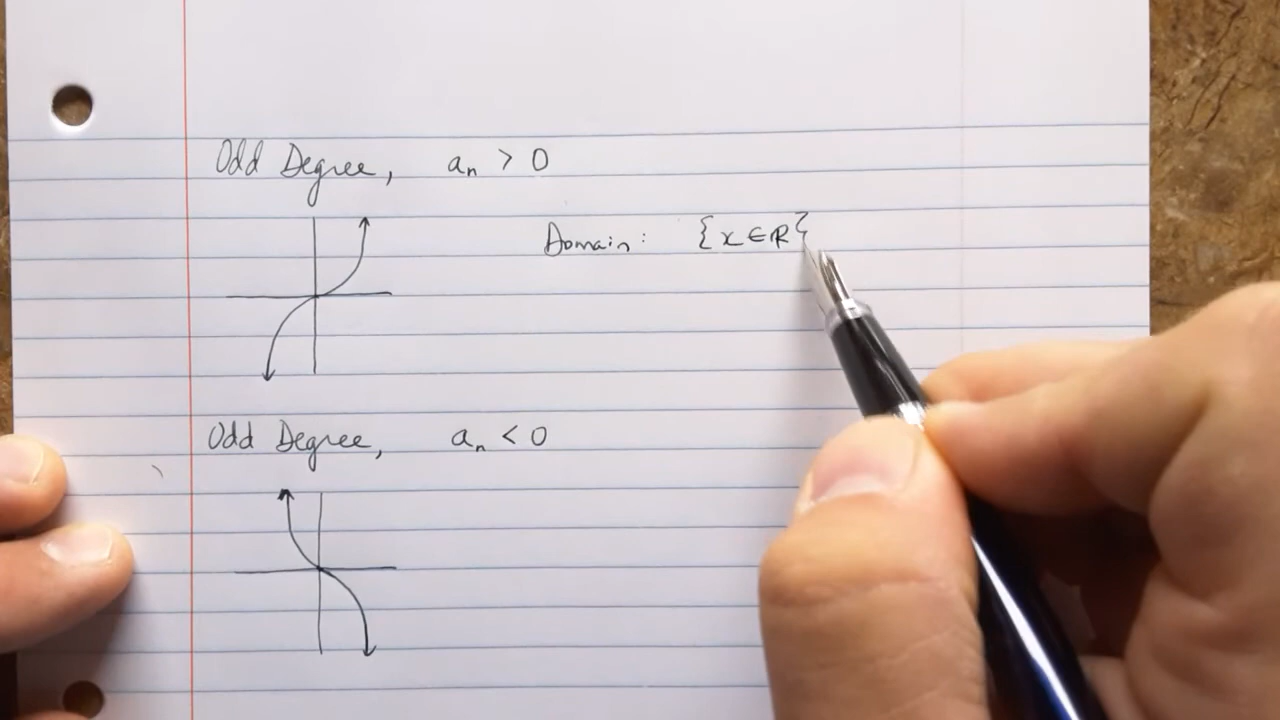 Odd Degree, aₙ > 0
Domain: {x ∈ ℝ}
Odd Degree, aₙ < 0